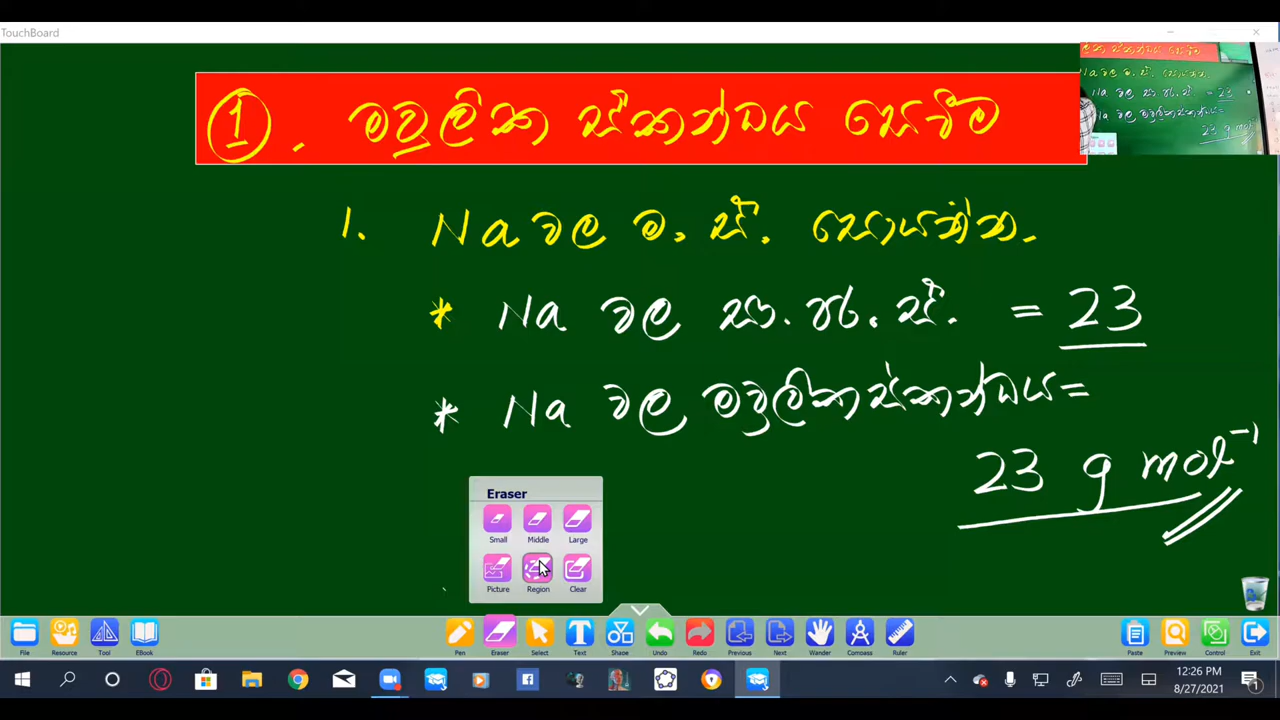 TouchBoard
1. මවුලික ස්කන්ධය සෙවීම
1. Na වල ම. ස්. සොයන්න.
* Na වල සා. ප. ස්. = 23
* Na වල මවුලික ස්කන්ධය =
23 g mol⁻¹
Eraser
Small Middle Large
Picture Region Clear
File Resource Tool EBook Pen Eraser Select Text Shape Undo Redo Previous Next Wander Compass Ruler Paste Preview Control Exit
12:26 PM
8/27/2021